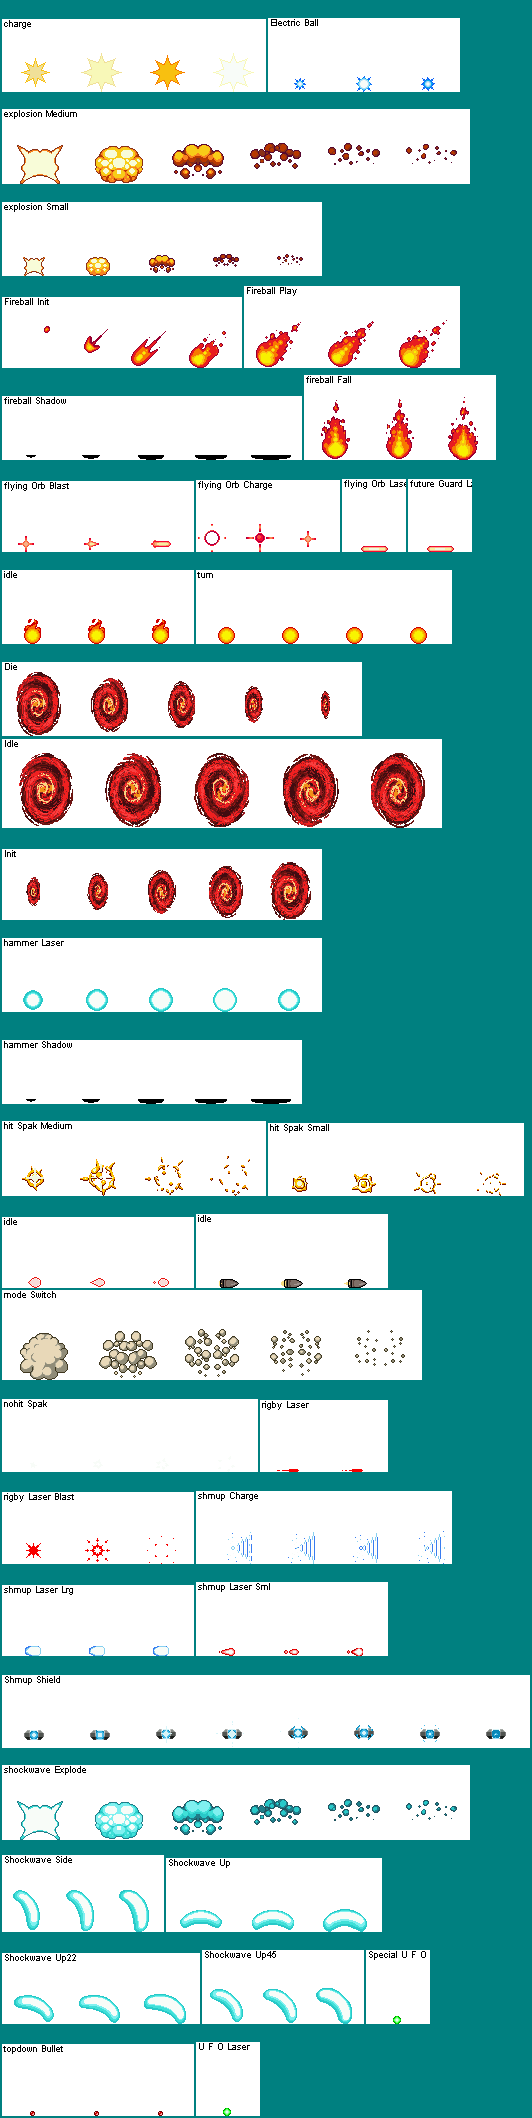 charge
Electric Ball
explosion Medium
explosion Small
Fireball Init
Fireball Play
fireball Shadow
fireball Fall
flying Orb Blast
flying Orb Charge
flying Orb Lase
future Guard La
idle
turn
Die
Idle
Init
hammer Laser
hammer Shadow
hit Spak Medium
hit Spak Small
idle
idle
mode Switch
nohit Spak
rigby Laser
rigby Laser Blast
shmup Charge
shmup Laser Lrg
shmup Laser Sml
Shmup Shield
shockwave Explode
Shockwave Side
Shockwave Up
Shockwave Up22
Shockwave Up45
Special U F O
topdown Bullet
U F O Laser